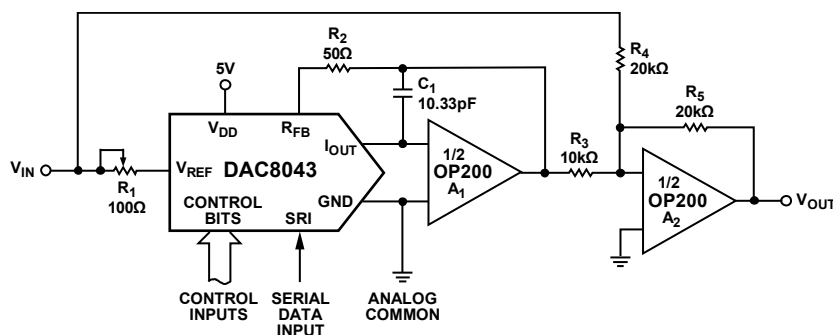 R2
50Ω
R4
20kΩ
5V
C1
10.33pF
R5
20kΩ
VDD
RFB
IOUT
R3
10kΩ
1/2
OP200
A1
VIN
VREF
DAC8043
R1
100Ω
GND
1/2
OP200
A2
VOUT
CONTROL
BITS
SRI
CONTROL
INPUTS
SERIAL
DATA
INPUT
ANALOG
COMMON